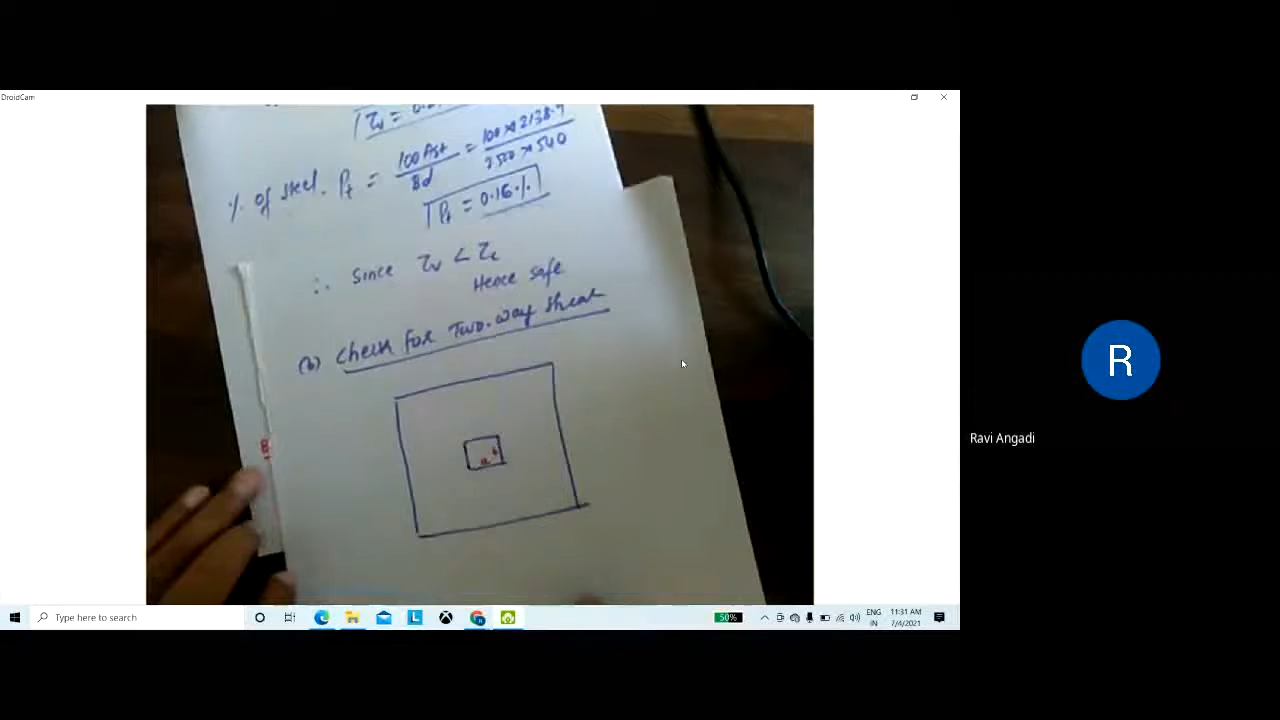 DroidCam
% of steel. Pt = 100Ast / Bd = 100 × 2138.9 / 2500 × 540
Pt = 0.16 %
∴ Since τv < τc
Hence safe
(b) Check for Two-way shear
a b
R
Ravi Angadi
Type here to search
50%
ENG
IN
11:31 AM
7/4/2021